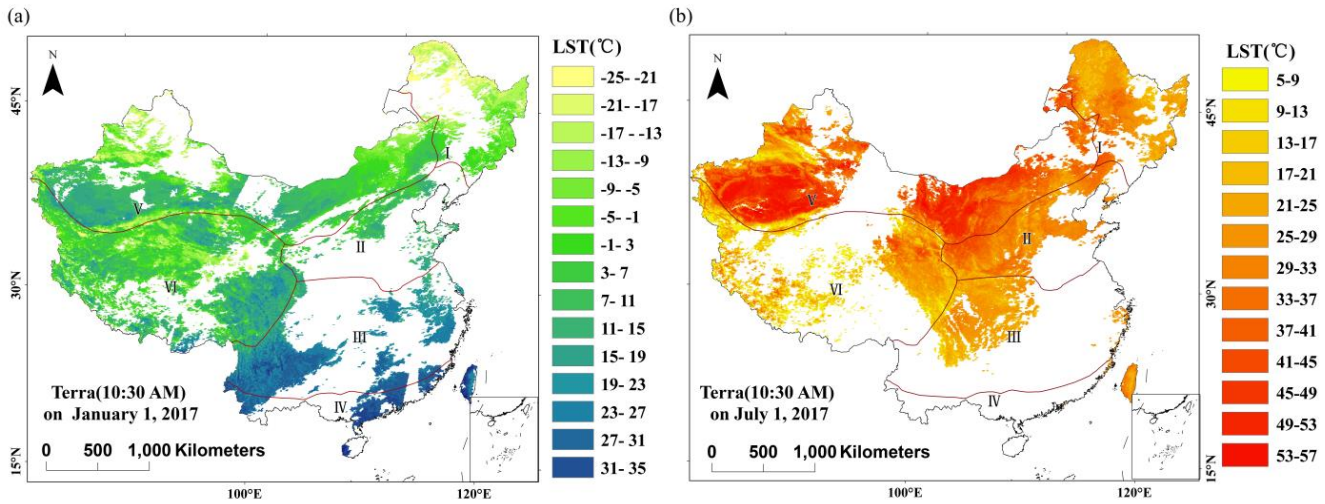 (a)
N
LST(℃)
-25- -21
-21- -17
-17- -13
-13- -9
-9- -5
-5- -1
-1- 3
3- 7
7- 11
11- 15
15- 19
19- 23
23- 27
27- 31
31- 35
45°N
30°N
15°N
I
V
II
VI
III
IV
Terra(10:30 AM)
on January 1, 2017
0 500 1,000 Kilometers
100°E
120°E
(b)
N
LST(℃)
5-9
9-13
13-17
17-21
21-25
25-29
29-33
33-37
37-41
41-45
45-49
49-53
53-57
45°N
30°N
15°N
I
V
II
VI
III
IV
Terra(10:30 AM)
on July 1, 2017
0 500 1,000 Kilometers
100°E
120°E